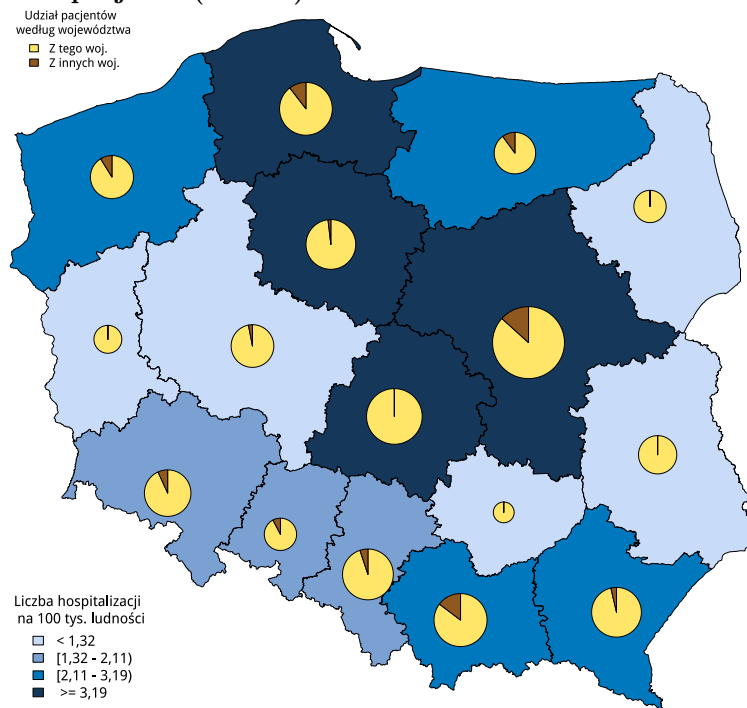 Udział pacjentów
według województwa
Z tego woj.
Z innych woj.
Liczba hospitalizacji
na 100 tys. ludności
< 1,32
[1,32 - 2,11)
[2,11 - 3,19)
>= 3,19